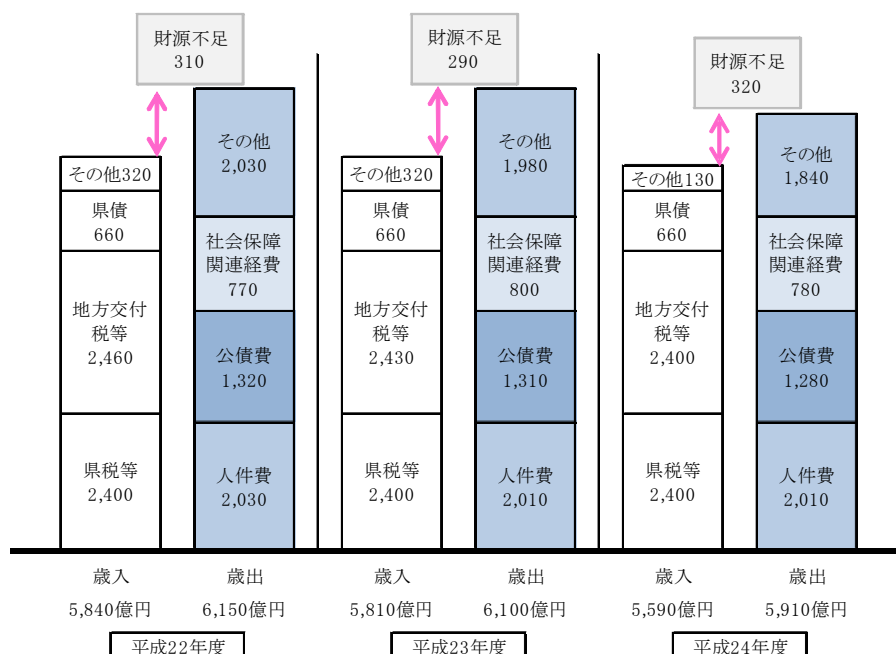 財源不足
310
その他320
県債
660
地方交付
税等
2,460
県税等
2,400
その他
2,030
社会保障
関連経費
770
公債費
1,320
人件費
2,030
歳入
5,840億円
歳出
6,150億円
平成22年度
財源不足
290
その他320
県債
660
地方交付
税等
2,430
県税等
2,400
その他
1,980
社会保障
関連経費
800
公債費
1,310
人件費
2,010
歳入
5,810億円
歳出
6,100億円
平成23年度
財源不足
320
その他130
県債
660
地方交付
税等
2,400
県税等
2,400
その他
1,840
社会保障
関連経費
780
公債費
1,280
人件費
2,010
歳入
5,590億円
歳出
5,910億円
平成24年度